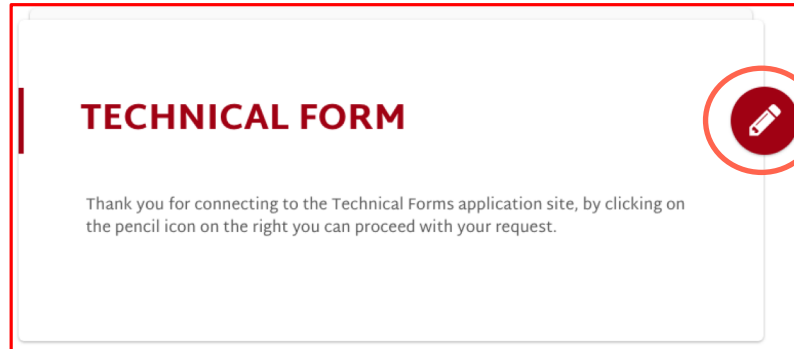 TECHNICAL FORM
Thank you for connecting to the Technical Forms application site, by clicking on
the pencil icon on the right you can proceed with your request.